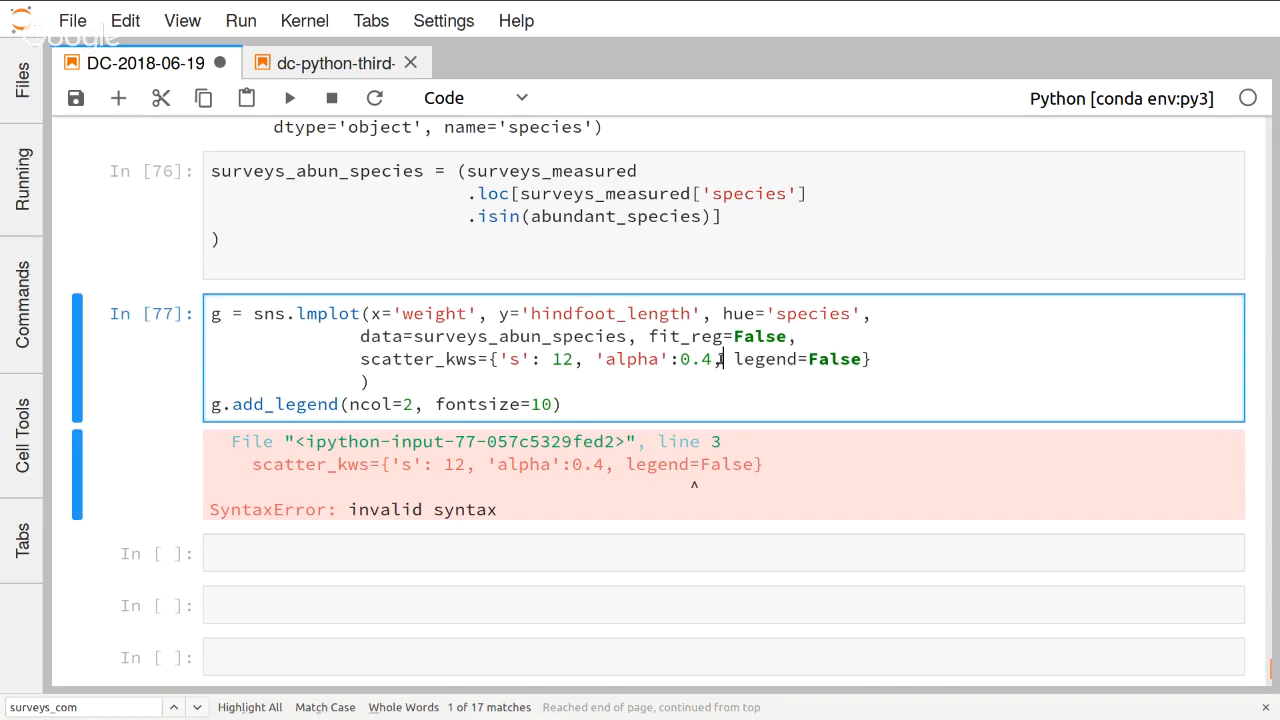 File Edit View Run Kernel Tabs Settings Help
Google
DC-2018-06-19 dc-python-third-
Code Python [conda env:py3]
Files
Running
Commands
Cell Tools
Tabs
dtype='object', name='species')
In [76]: surveys_abun_species = (surveys_measured
.loc[surveys_measured['species']
.isin(abundant_species)]
)
In [77]: g = sns.lmplot(x='weight', y='hindfoot_length', hue='species',
data=surveys_abun_species, fit_reg=False,
scatter_kws={'s': 12, 'alpha':0.4, legend=False}
)
g.add_legend(ncol=2, fontsize=10)
File "<ipython-input-77-057c5329fed2>", line 3
scatter_kws={'s': 12, 'alpha':0.4, legend=False}
^
SyntaxError: invalid syntax
In [ ]:
In [ ]:
In [ ]:
surveys_com Highlight All Match Case Whole Words 1 of 17 matches Reached end of page, continued from top